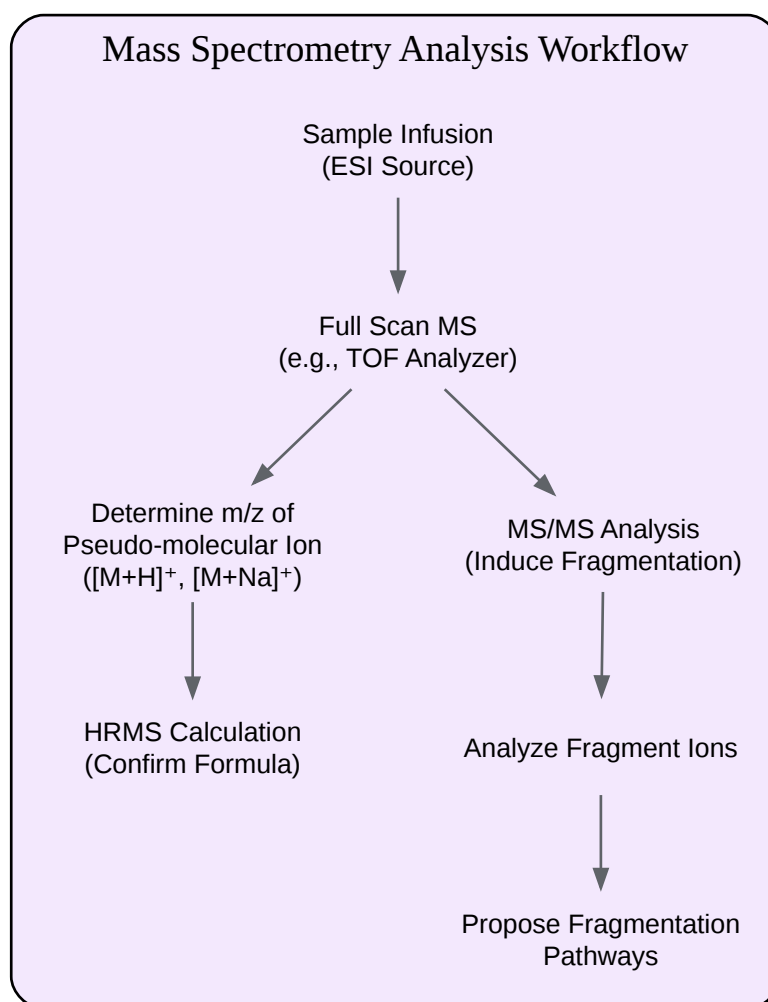 Mass Spectrometry Analysis Workflow
Sample Infusion
(ESI Source)
Full Scan MS
(e.g., TOF Analyzer)
Determine m/z of
Pseudo-molecular Ion
([M+H]⁺, [M+Na]⁺)
MS/MS Analysis
(Induce Fragmentation)
HRMS Calculation
(Confirm Formula)
Analyze Fragment Ions
Propose Fragmentation
Pathways